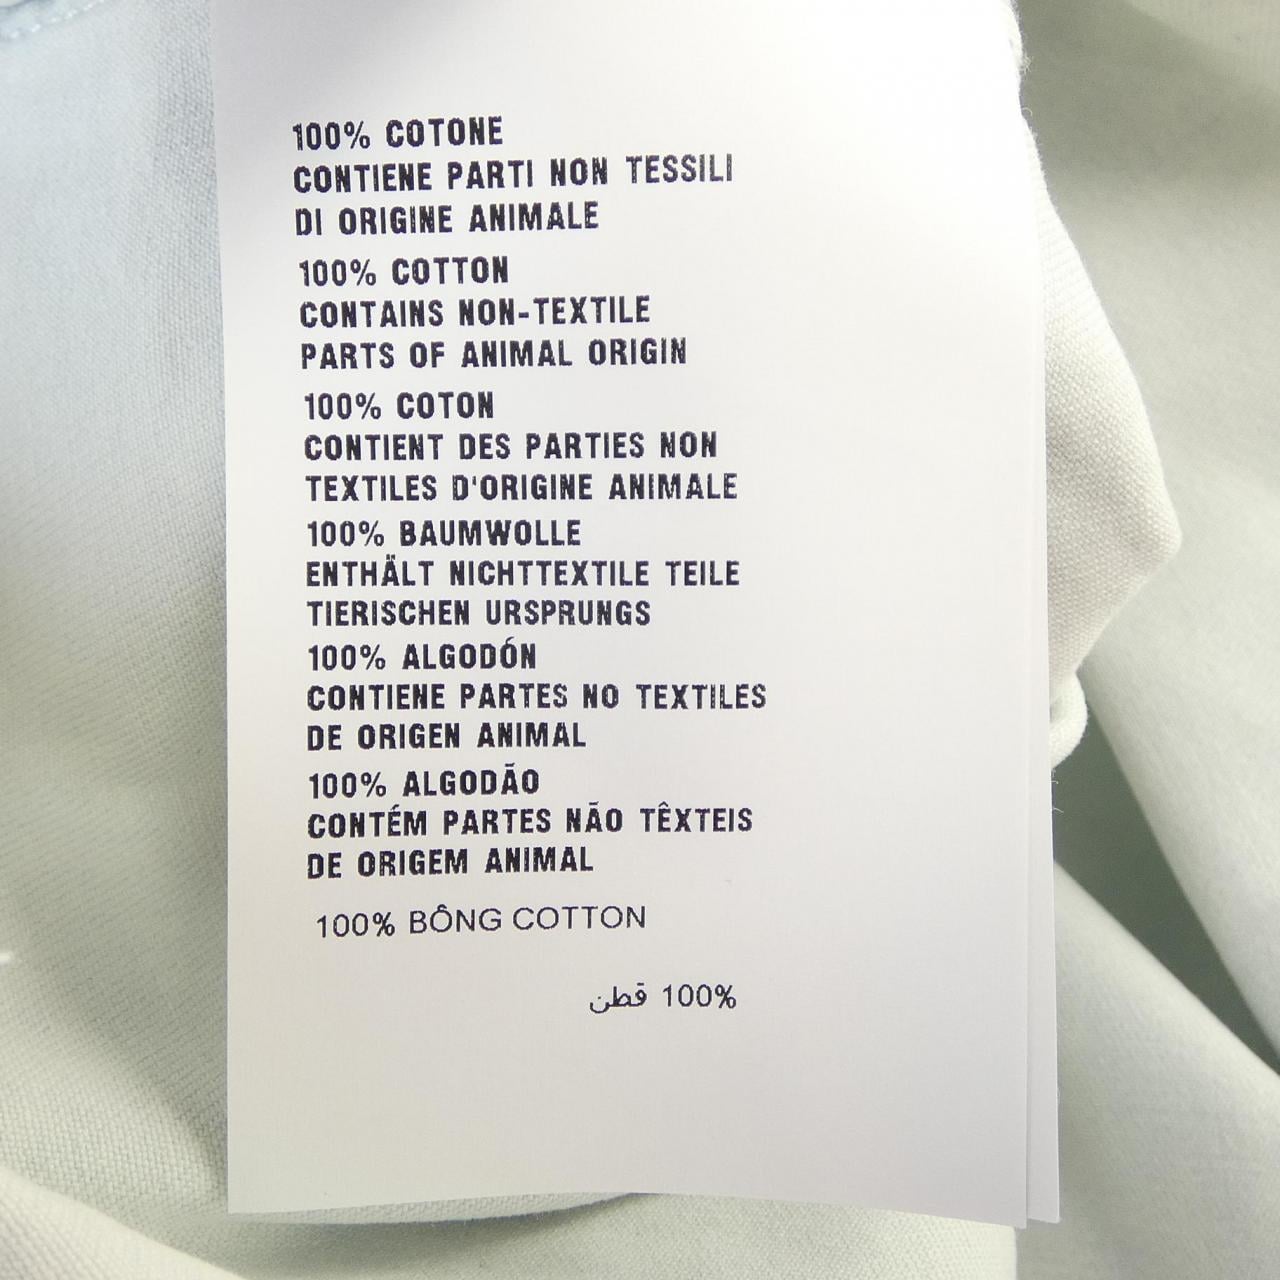 100% COTONE
CONTIENE PARTI NON TESSILI
DI ORIGINE ANIMALE
100% COTTON
CONTAINS NON-TEXTILE
PARTS OF ANIMAL ORIGIN
100% COTON
CONTIENT DES PARTIES NON
TEXTILES D'ORIGINE ANIMALE
100% BAUMWOLLE
ENTHÄLT NICHTTEXTILE TEILE
TIERISCHEN URSPRUNGS
100% ALGODÓN
CONTIENE PARTES NO TEXTILES
DE ORIGEN ANIMAL
100% ALGODÃO
CONTÉM PARTES NÃO TÊXTEIS
DE ORIGEM ANIMAL
100% BÔNG COTTON
100% قطن